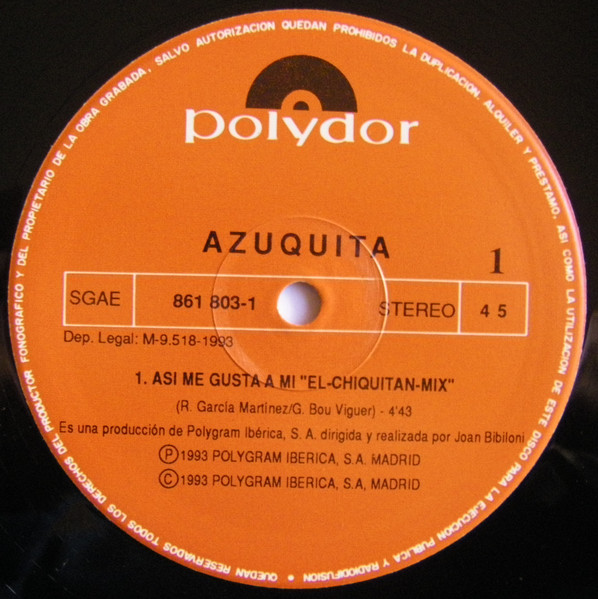 polydor
AZUQUITA
1
SGAE 861 803-1 STEREO 45
Dep. Legal: M-9.518-1993
1. ASI ME GUSTA A MI "EL-CHIQUITAN-MIX"
(R. García Martínez/G. Bou Viguer) - 4'43
Es una producción de Polygram Ibérica, S. A. dirigida y realizada por Joan Bibiloni
Ⓟ1993 POLYGRAM IBERICA, S.A. MADRID
©1993 POLYGRAM IBERICA, S.A, MADRID
QUEDAN RESERVADOS TODOS LOS DERECHOS DEL PRODUCTOR FONOGRAFICO Y DEL PROPIETARIO DE LA OBRA GRABADA. SALVO AUTORIZACION QUEDAN PROHIBIDOS LA DUPLICACION, ALQUILER Y PRESTAMO, ASI COMO LA UTILIZACION DE ESTE DISCO PARA LA EJECUCION PUBLICA Y RADIODIFUSION •